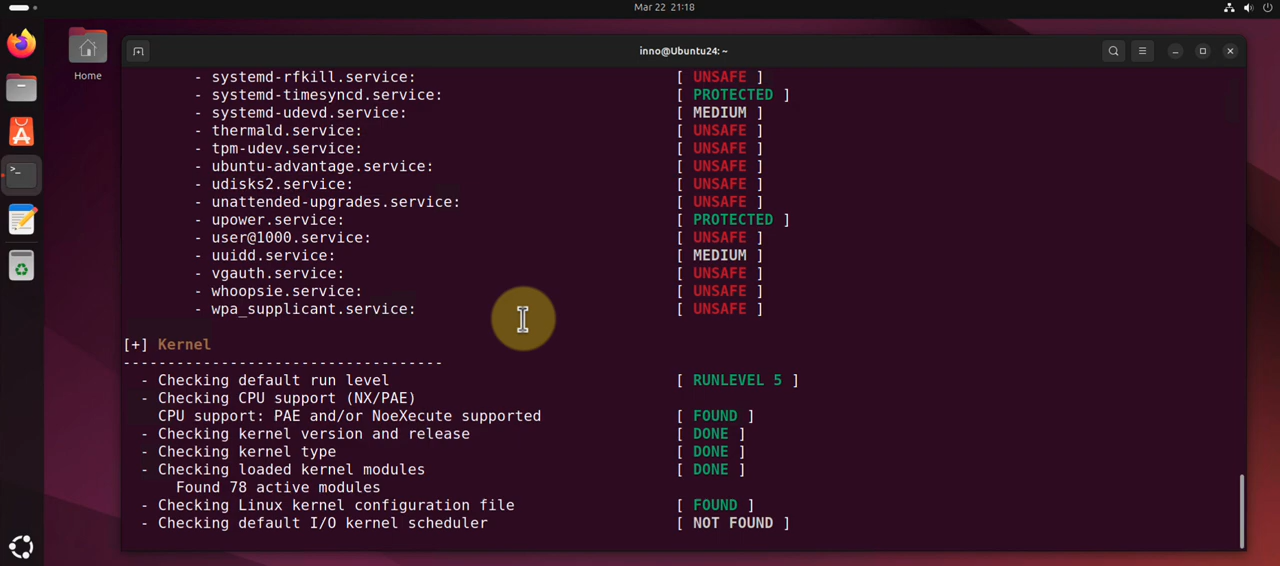 Mar 22 21:18
Home
inno@Ubuntu24: ~
- systemd-rfkill.service: [ UNSAFE ]
- systemd-timesyncd.service: [ PROTECTED ]
- systemd-udevd.service: [ MEDIUM ]
- thermald.service: [ UNSAFE ]
- tpm-udev.service: [ UNSAFE ]
- ubuntu-advantage.service: [ UNSAFE ]
- udisks2.service: [ UNSAFE ]
- unattended-upgrades.service: [ UNSAFE ]
- upower.service: [ PROTECTED ]
- user@1000.service: [ UNSAFE ]
- uuidd.service: [ MEDIUM ]
- vgauth.service: [ UNSAFE ]
- whoopsie.service: [ UNSAFE ]
- wpa_supplicant.service: [ UNSAFE ]
[+] Kernel
------------------------------------
- Checking default run level [ RUNLEVEL 5 ]
- Checking CPU support (NX/PAE)
CPU support: PAE and/or NoeXecute supported [ FOUND ]
- Checking kernel version and release [ DONE ]
- Checking kernel type [ DONE ]
- Checking loaded kernel modules [ DONE ]
Found 78 active modules
- Checking Linux kernel configuration file [ FOUND ]
- Checking default I/O kernel scheduler [ NOT FOUND ]